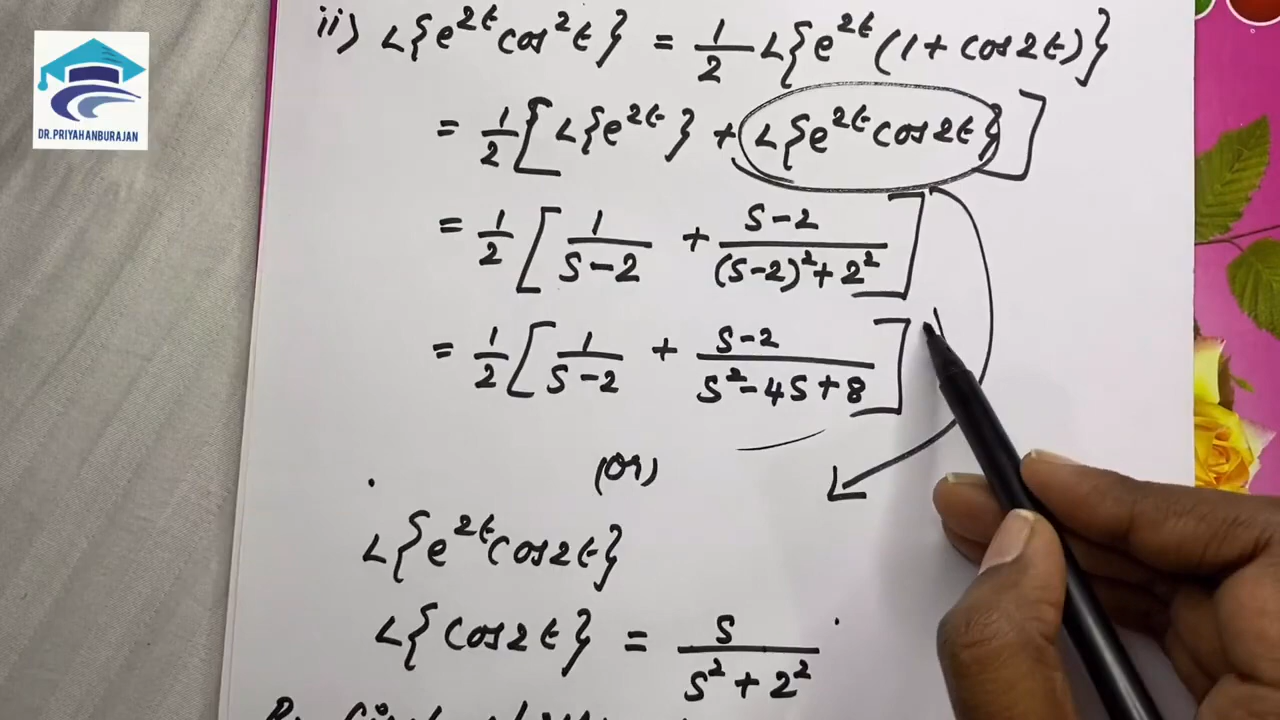 DR.PRIYAHANBURAJAN
ii) L{e^{2t} cos^2 t} = 1/2 L{e^{2t} (1 + cos2t)}
= 1/2 [L{e^{2t}} + L{e^{2t} cos2t}]
= 1/2 [1/(s-2) + (s-2)/((s-2)^2 + 2^2)]
= 1/2 [1/(s-2) + (s-2)/(s^2 - 4s + 8)]
(or)
L{e^{2t} cos2t}
L{cos2t} = s/(s^2 + 2^2)